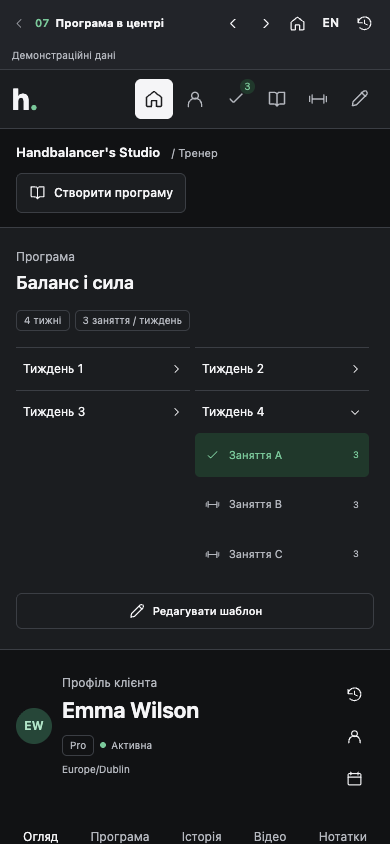 07 Програма в центрі
EN
Демонстраційні дані
h.
3
Handbalancer's Studio / Тренер
Створити програму
Програма
Баланс і сила
4 тижні
3 заняття / тиждень
Тиждень 1
Тиждень 2
Тиждень 3
Тиждень 4
Заняття A 3
Заняття B 3
Заняття C 3
Редагувати шаблон
Профіль клієнта
EW
Emma Wilson
Pro
Активна
Europe/Dublin
Огляд Програма Історія Відео Нотатки